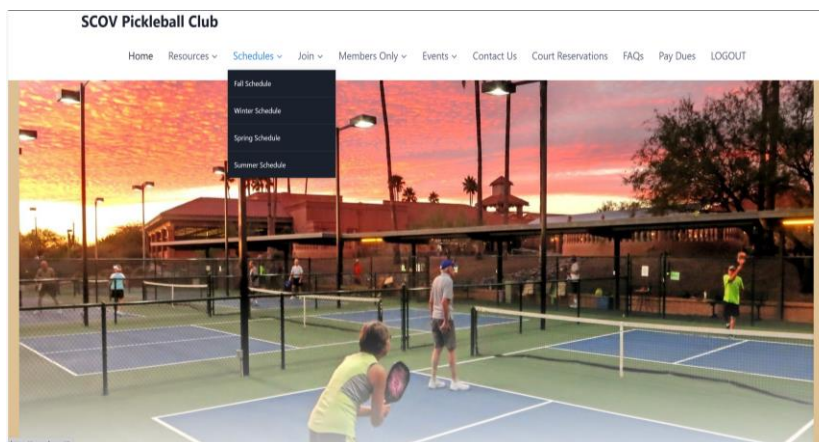 SCOV Pickleball Club
Home Resources Schedules Join Members Only Events Contact Us Court Reservations FAQs Pay Dues LOGOUT
Fall Schedule
Winter Schedule
Spring Schedule
Summer Schedule